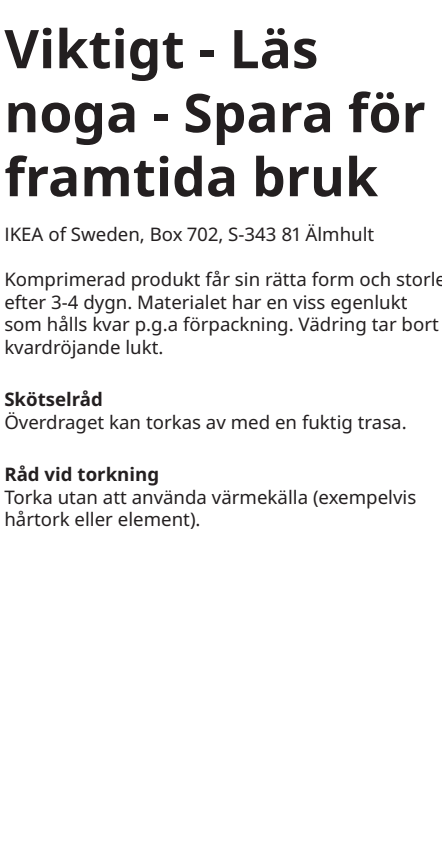 Viktigt - Läs
noga - Spara för
framtida bruk
IKEA of Sweden, Box 702, S-343 81 Älmhult
Komprimerad produkt får sin rätta form och storle
efter 3-4 dygn. Materialet har en viss egenlukt
som hålls kvar p.g.a förpackning. Vädring tar bort
kvardröjande lukt.
Skötselråd
Överdraget kan torkas av med en fuktig trasa.
Råd vid torkning
Torka utan att använda värmekälla (exempelvis
hårtork eller element).